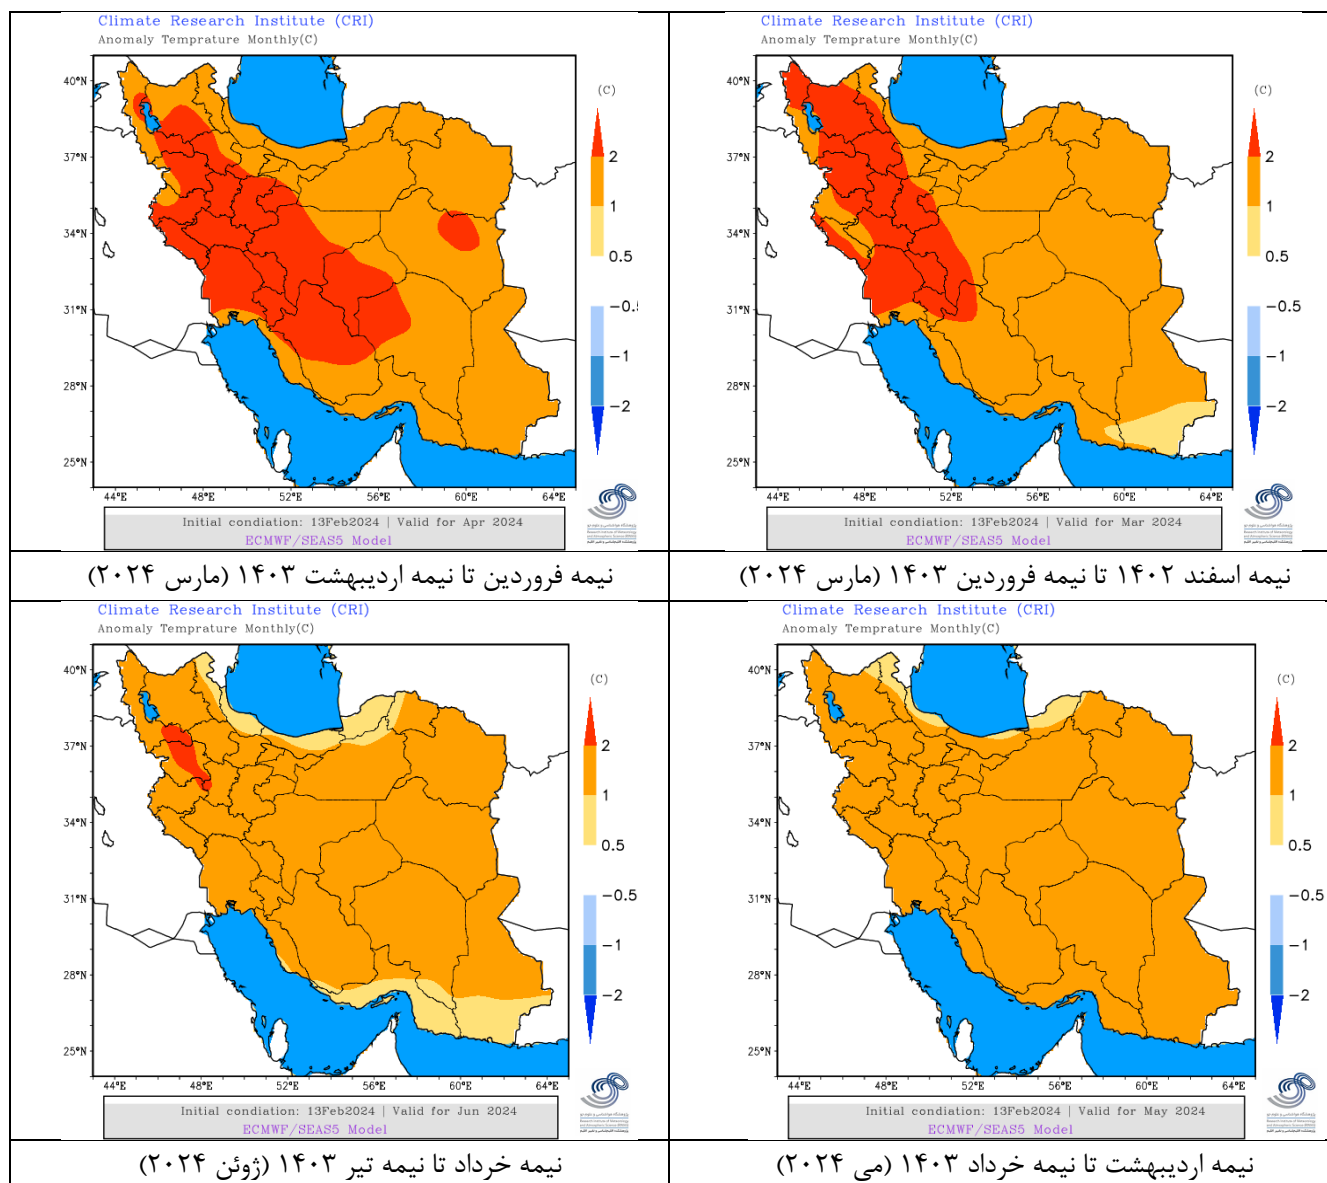 Climate Research Institute (CRI)
Anomaly Temprature Monthly(C)
40°N
37°N
34°N
31°N
28°N
25°N
44°E 48°E 52°E 56°E 60°E 64°E
(C)
2
1
0.5
−0.5
−1
−2
Initial condiation: 13Feb2024 | Valid for Apr 2024
ECMWF/SEAS5 Model
نیمه فروردین تا نیمه اردیبهشت ۱۴۰۳ (مارس ۲۰۲۴)
Climate Research Institute (CRI)
Anomaly Temprature Monthly(C)
40°N
37°N
34°N
31°N
28°N
25°N
44°E 48°E 52°E 56°E 60°E 64°E
(C)
2
1
0.5
−0.5
−1
−2
Initial condiation: 13Feb2024 | Valid for Mar 2024
ECMWF/SEAS5 Model
نیمه اسفند ۱۴۰۲ تا نیمه فروردین ۱۴۰۳ (مارس ۲۰۲۴)
Climate Research Institute (CRI)
Anomaly Temprature Monthly(C)
40°N
37°N
34°N
31°N
28°N
25°N
44°E 48°E 52°E 56°E 60°E 64°E
(C)
2
1
0.5
−0.5
−1
−2
Initial condiation: 13Feb2024 | Valid for Jun 2024
ECMWF/SEAS5 Model
نیمه خرداد تا نیمه تیر ۱۴۰۳ (ژوئن ۲۰۲۴)
Climate Research Institute (CRI)
Anomaly Temprature Monthly(C)
40°N
37°N
34°N
31°N
28°N
25°N
44°E 48°E 52°E 56°E 60°E 64°E
(C)
2
1
0.5
−0.5
−1
−2
Initial condiation: 13Feb2024 | Valid for May 2024
ECMWF/SEAS5 Model
نیمه اردیبهشت تا نیمه خرداد ۱۴۰۳ (می ۲۰۲۴)